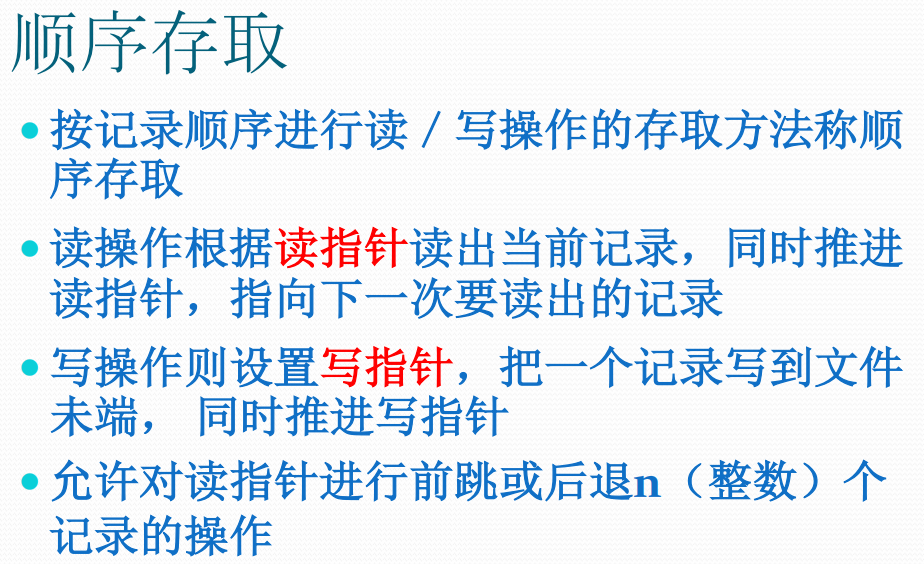 顺序存取
•按记录顺序进行读／写操作的存取方法称顺
序存取
•读操作根据读指针读出当前记录，同时推进
读指针，指向下一次要读出的记录
•写操作则设置写指针，把一个记录写到文件
未端， 同时推进写指针
•允许对读指针进行前跳或后退n（整数）个
记录的操作